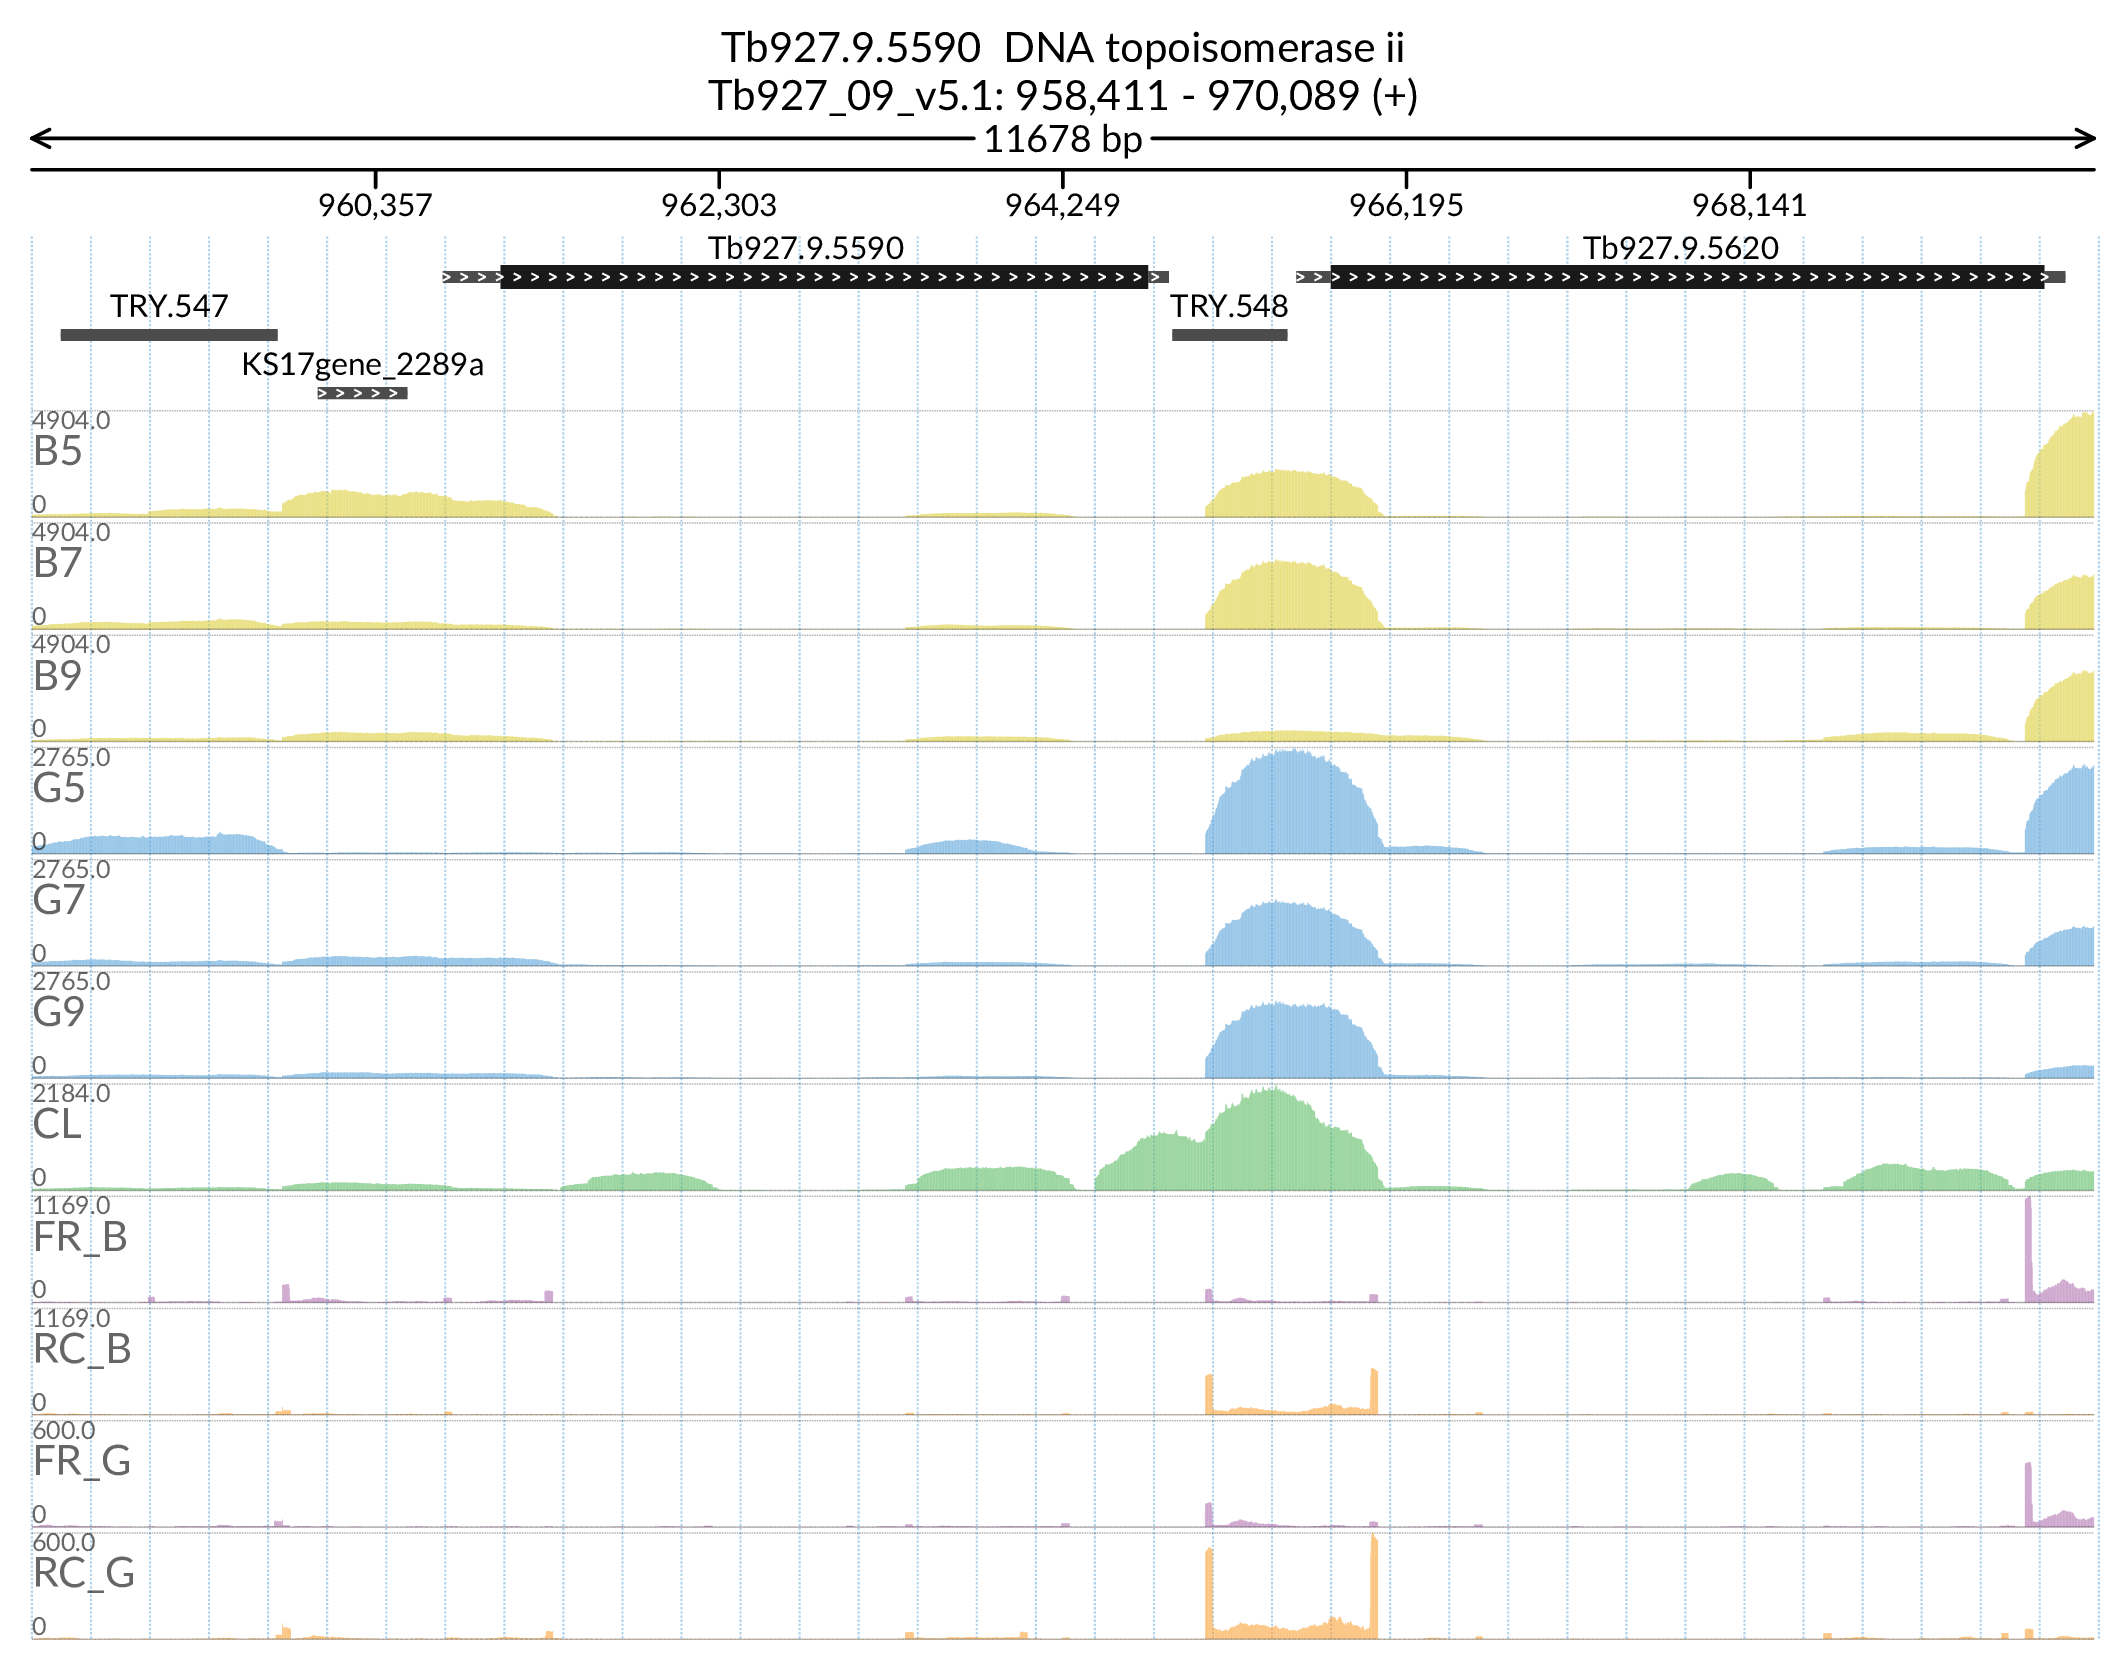 Tb927.9.5590  DNA topoisomerase ii
Tb927_09_v5.1: 958,411 - 970,089 (+)
11678 bp
960,357 962,303 964,249 966,195 968,141
Tb927.9.5590 Tb927.9.5620
TRY.547 TRY.548
KS17gene_2289a
4904.0
B5
0
4904.0
B7
0
4904.0
B9
0
2765.0
G5
0
2765.0
G7
0
2765.0
G9
0
2184.0
CL
0
1169.0
FR_B
0
1169.0
RC_B
0
600.0
FR_G
0
600.0
RC_G
0